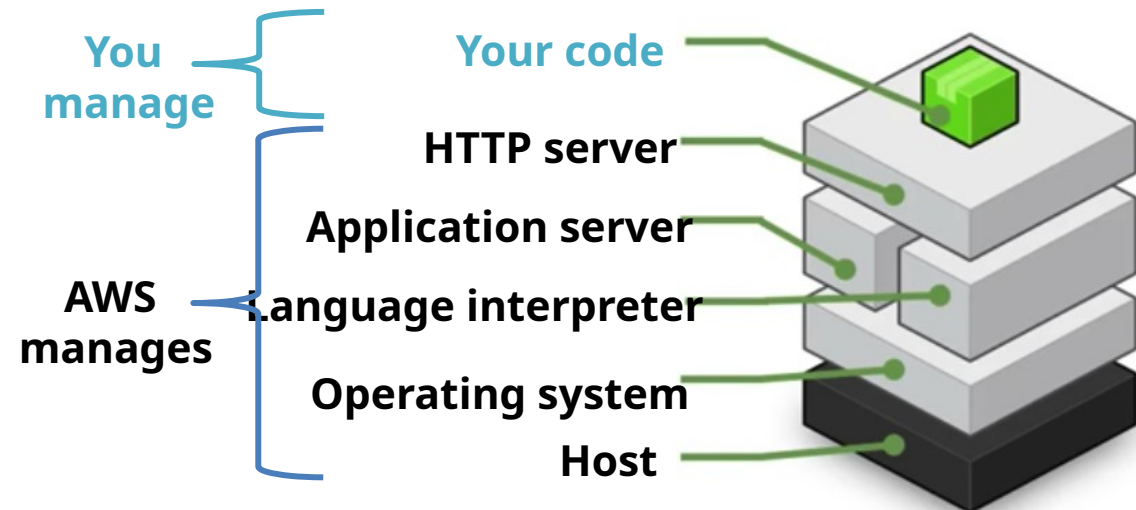 You
manage
Your code
HTTP server
Application server
AWS
manages
Language interpreter
Operating system
Host